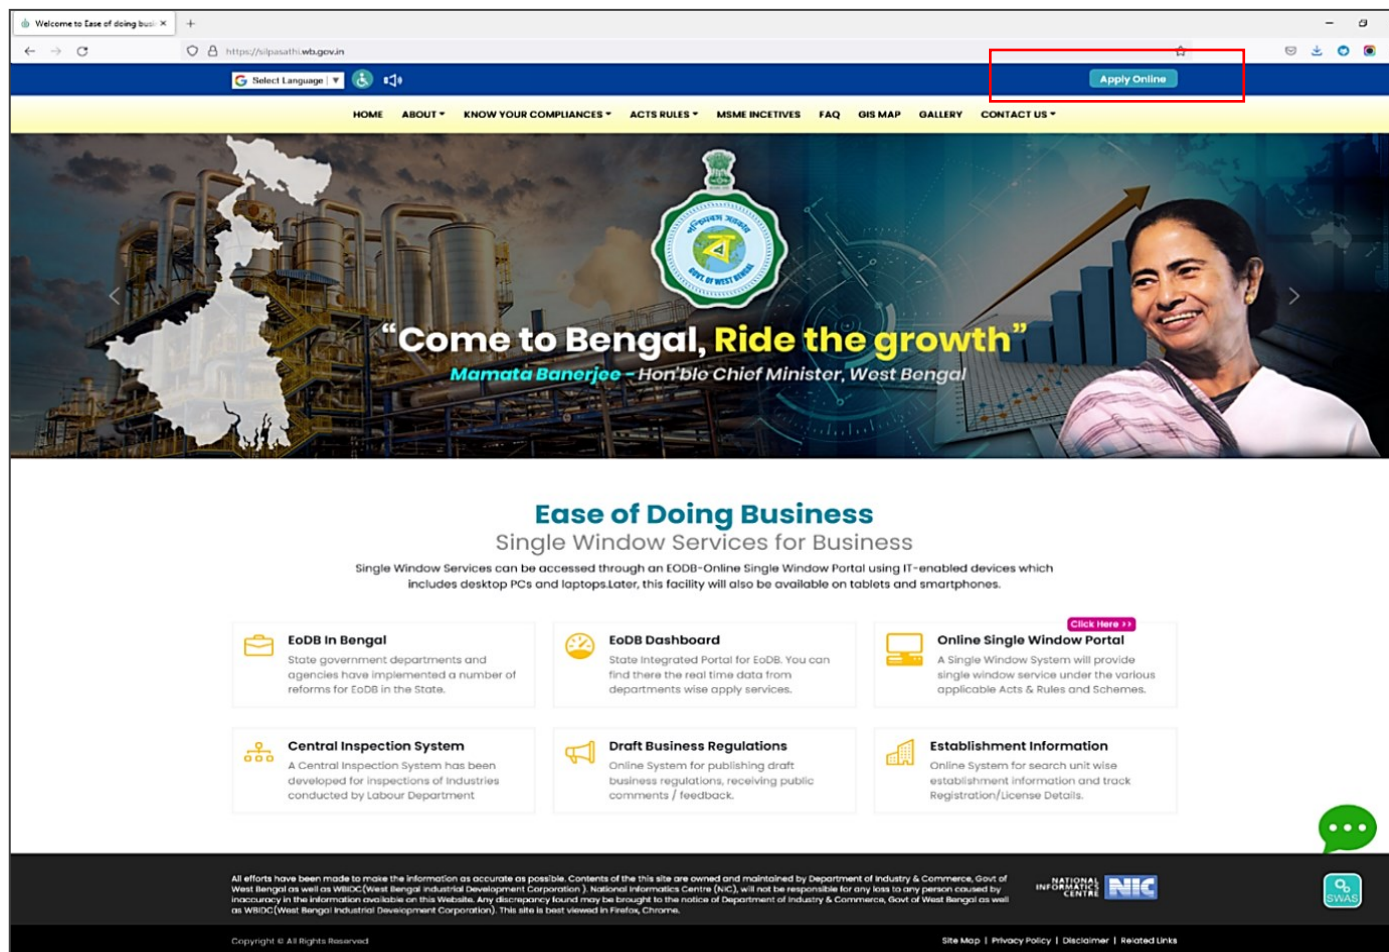 Welcome to Ease of doing busi
https://silpasathi.wb.gov.in
Select Language
Apply Online
HOME ABOUT KNOW YOUR COMPLIANCES ACTS RULES MSME INCETIVES FAQ GIS MAP GALLERY CONTACT US
পশ্চিমবঙ্গ সরকার
ব
GOVT. OF WEST BENGAL
“Come to Bengal, Ride the growth”
Mamata Banerjee - Hon'ble Chief Minister, West Bengal
Ease of Doing Business
Single Window Services for Business
Single Window Services can be accessed through an EODB-Online Single Window Portal using IT-enabled devices which
includes desktop PCs and laptops.Later, this facility will also be available on tablets and smartphones.
EoDB In Bengal
State government departments and
agencies have implemented a number of
reforms for EoDB in the State.
EoDB Dashboard
State Integrated Portal for EoDB. You can
find there the real time data from
departments wise apply services.
Click Here >>
Online Single Window Portal
A Single Window System will provide
single window service under the various
applicable Acts & Rules and Schemes.
Central Inspection System
A Central Inspection System has been
developed for inspections of Industries
conducted by Labour Department
Draft Business Regulations
Online System for publishing draft
business regulations, receiving public
comments / feedback.
Establishment Information
Online System for search unit wise
establishment information and track
Registration/License Details.
All efforts have been made to make the information as accurate as possible. Contents of the this site are owned and maintained by Department of Industry & Commerce, Govt of
West Bengal as well as WBIDC(West Bengal Industrial Development Corporation ). National Informatics Centre (NIC), will not be responsible for any loss to any person caused by
inaccuracy in the information available on this Website. Any discrepancy found may be brought to the notice of Department of Industry & Commerce, Govt of West Bengal as well
as WBIDC(West Bengal Industrial Development Corporation). This site is best viewed in Firefox, Chrome.
NATIONAL
INFORMATICS
CENTRE
NIC
SWAS
Copyright © All Rights Reserved
Site Map | Privacy Policy | Disclaimer | Related Links